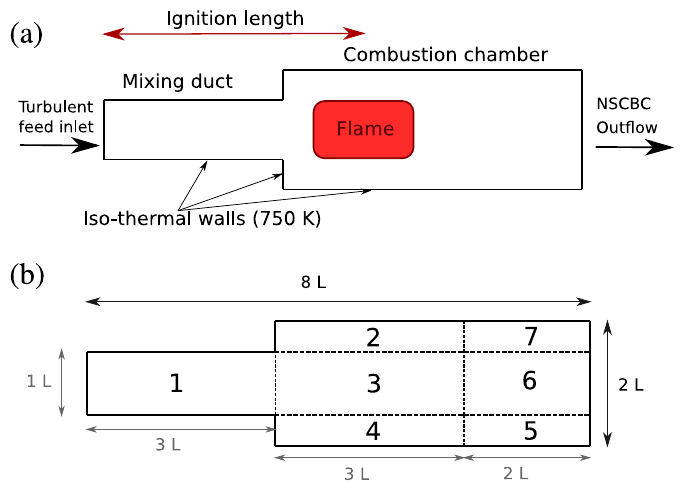 (a)
Ignition length
Combustion chamber
Mixing duct
Turbulent
feed inlet
Flame
NSCBC
Outflow
Iso-thermal walls (750 K)
(b)
8 L
2
7
1 L
1
3
6
2 L
4
5
3 L
3 L
2 L